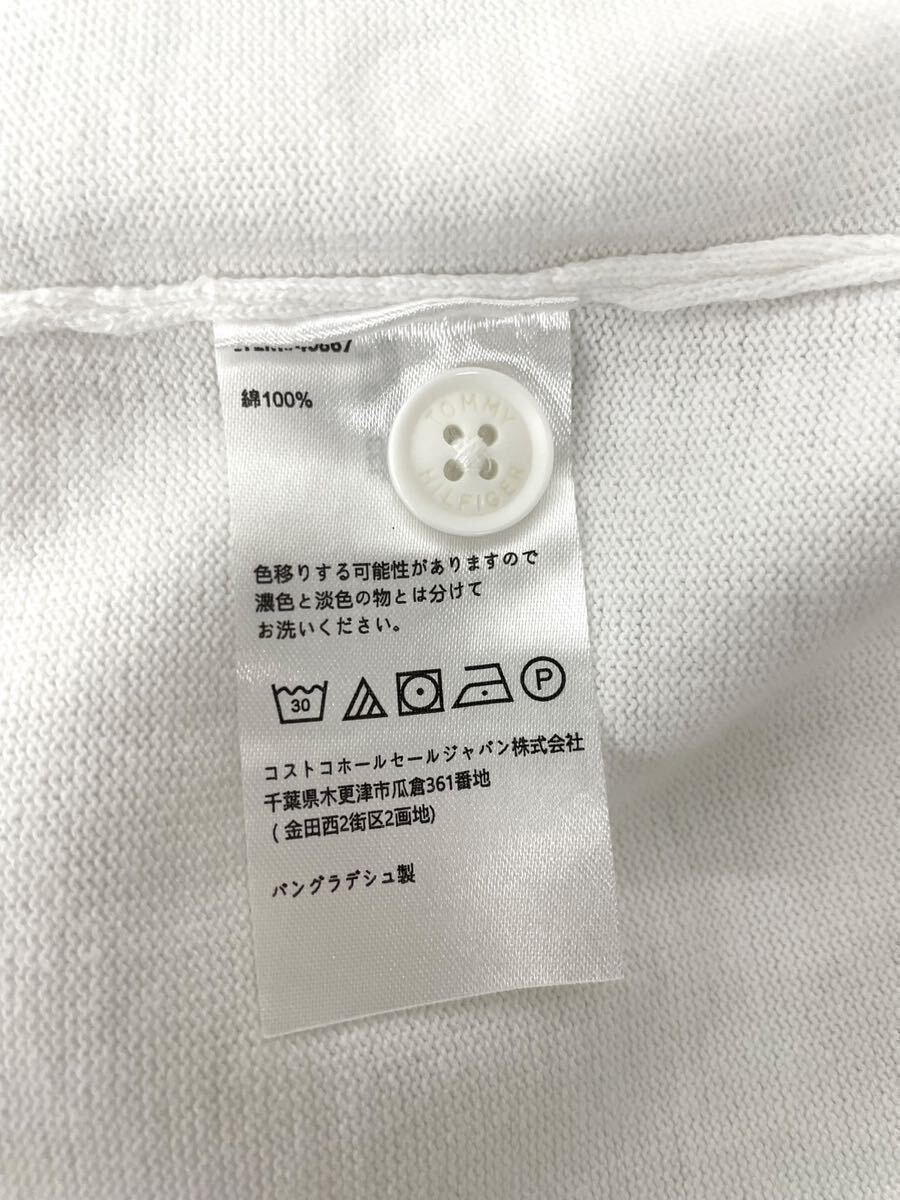 綿100%
TOMMY
HILFIGER
色移りする可能性がありますので
濃色と淡色の物とは分けて
お洗いください。
30
P
コストコホールセールジャパン株式会社
千葉県木更津市瓜倉361番地
(金田西2街区2画地)
バングラデシュ製